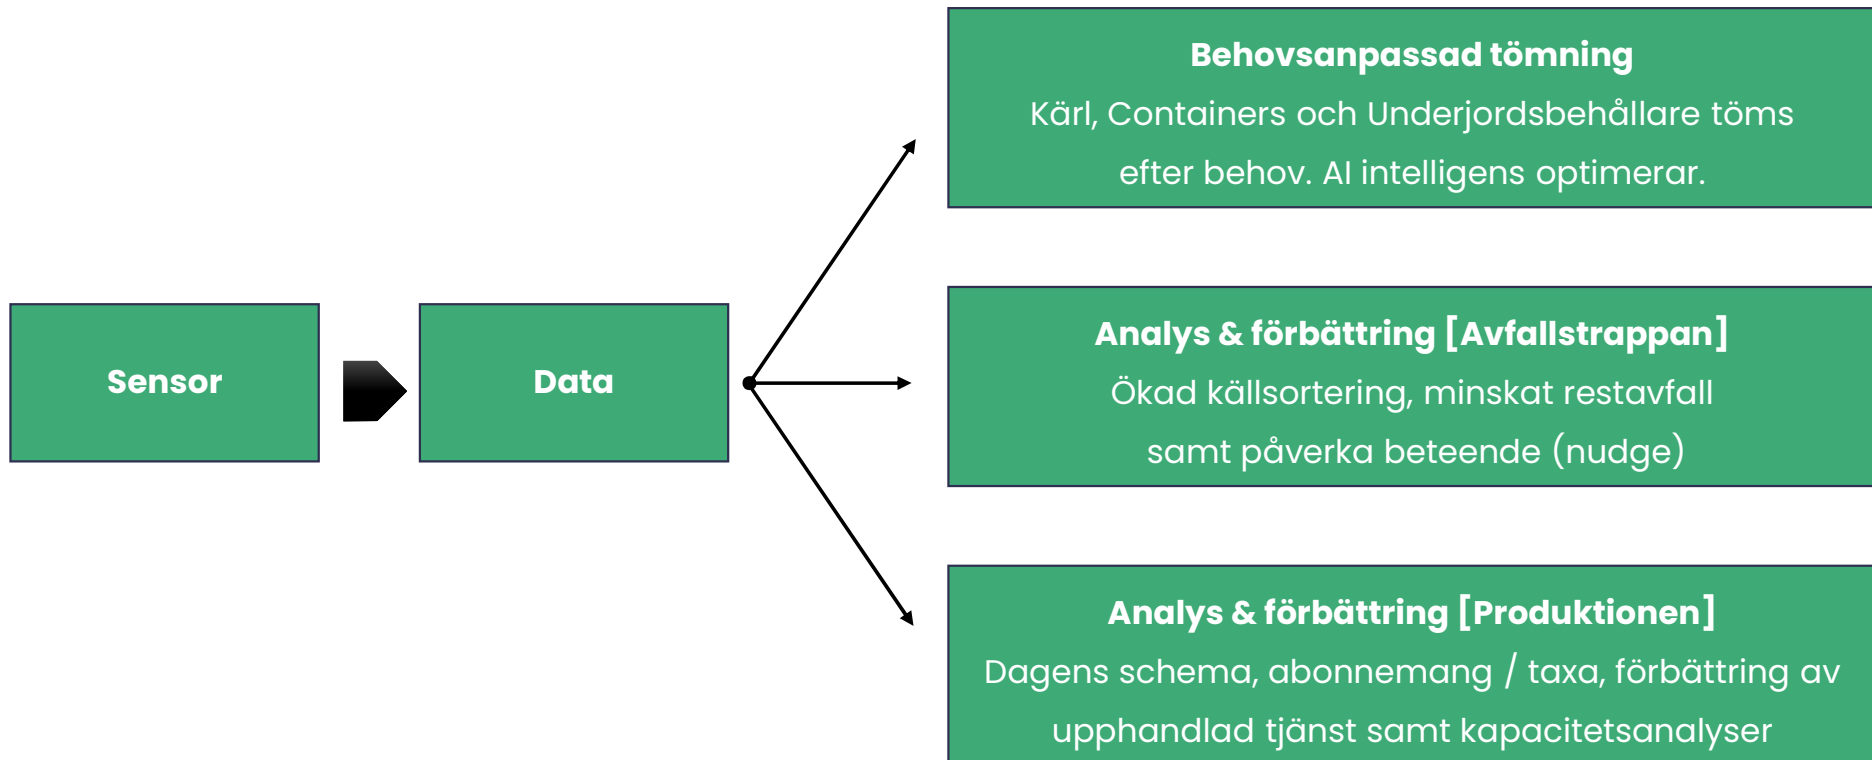 Sensor
Data
Behovsanpassad tömning
Kärl, Containers och Underjordsbehållare töms
efter behov. AI intelligens optimerar.
Analys & förbättring [Avfallstrappan]
Ökad källsortering, minskat restavfall
samt påverka beteende (nudge)
Analys & förbättring [Produktionen]
Dagens schema, abonnemang / taxa, förbättring av
upphandlad tjänst samt kapacitetsanalyser